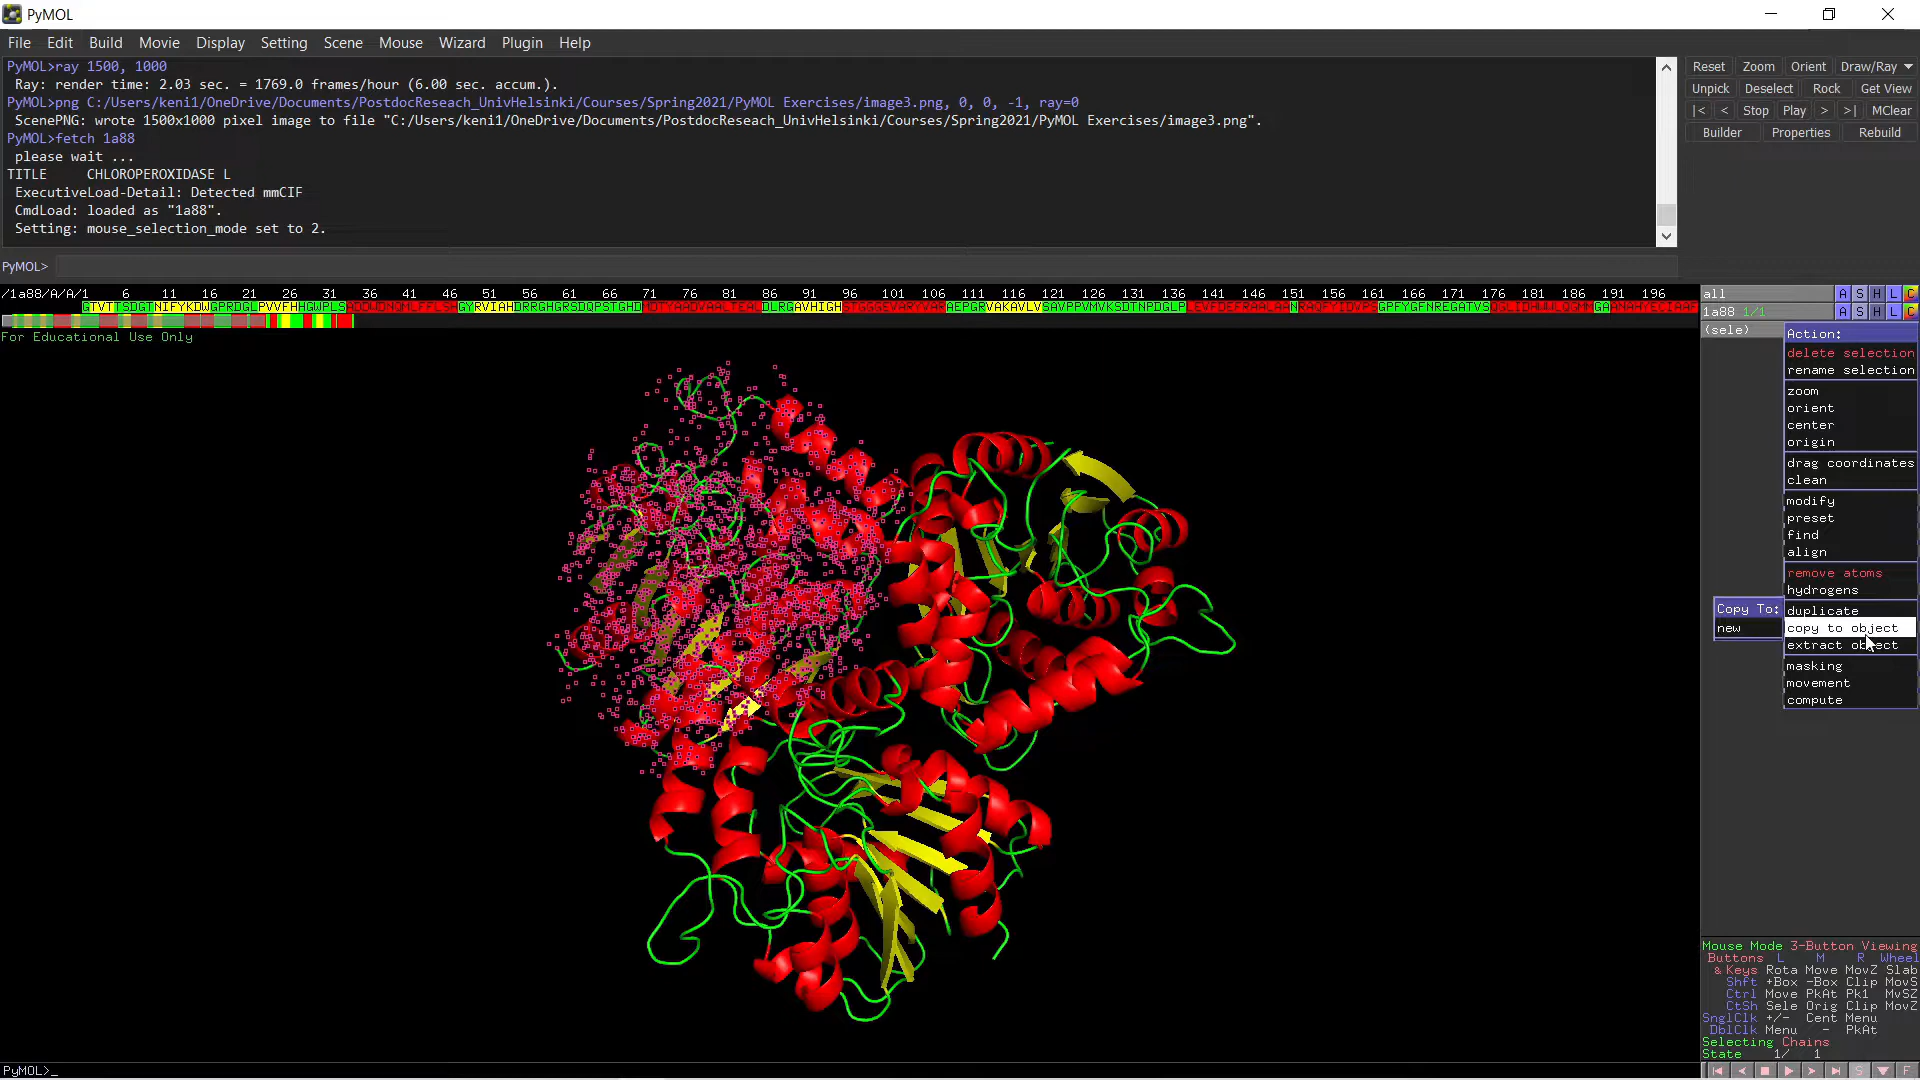 PyMOL
File Edit Build Movie Display Setting Scene Mouse Wizard Plugin Help
PyMOL>ray 1500, 1000
Ray: render time: 2.03 sec. = 1769.0 frames/hour (6.00 sec. accum.).
PyMOL>png C:/Users/keni1/OneDrive/Documents/PostdocReseach_UnivHelsinki/Courses/Spring2021/PyMOL Exercises/image3.png, 0, 0, -1, ray=0
ScenePNG: wrote 1500x1000 pixel image to file "C:/Users/keni1/OneDrive/Documents/PostdocReseach_UnivHelsinki/Courses/Spring2021/PyMOL Exercises/image3.png".
PyMOL>fetch 1a88
please wait ...
TITLE     CHLOROPEROXIDASE L
ExecutiveLoad-Detail: Detected mmCIF
CmdLoad: loaded as "1a88".
Setting: mouse_selection_mode set to 2.
PyMOL>
Reset Zoom Orient Draw/Ray
Unpick Deselect Rock Get View
|< < Stop Play > >| MClear
Builder Properties Rebuild
/1a88/A/A/1 6 11 16 21 26 31 36 41 46 51 56 61 66 71 76 81 86 91 96 101 106 111 116 121 126 131 136 141 146 151 156 161 166 171 176 181 186 191 196
For Educational Use Only
all A S H L C
1a88 1/1 A S H L C
(sele)
Action:
delete selection
rename selection
zoom
orient
center
origin
drag coordinates
clean
modify
preset
find
align
remove atoms
hydrogens
duplicate
copy to object
extract object
masking
movement
compute
Copy To:
new
Mouse Mode 3-Button Viewing
Buttons L M R Wheel
& Keys Rota Move MovZ Slab
Shft +Box -Box Clip MovS
Ctrl Move PkAt Pk1 MvSZ
CtSh Sele Orig Clip MovZ
SnglClk +/- Cent Menu
DblClk Menu - PkAt
Selecting Chains
State 1/ 1
PyMOL>_
S F